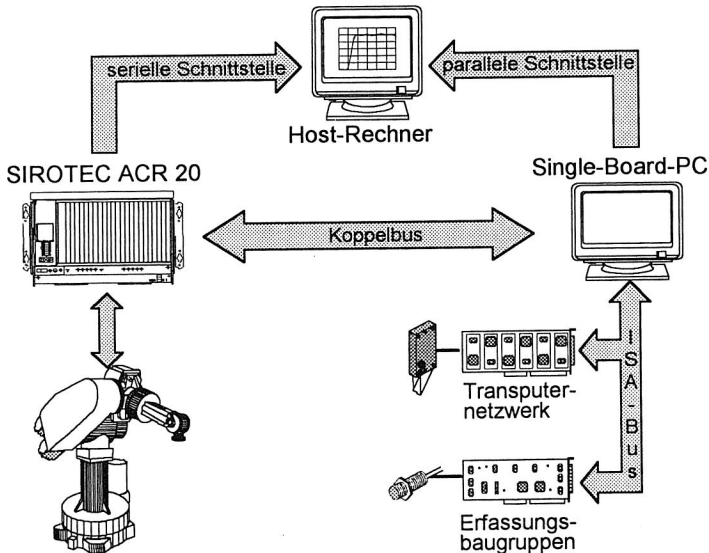 serielle Schnittstelle
parallele Schnittstelle
Host-Rechner
SIROTEC ACR 20
Single-Board-PC
Koppelbus
ISA-Bus
Transputer-
netzwerk
Erfassungs-
baugruppen